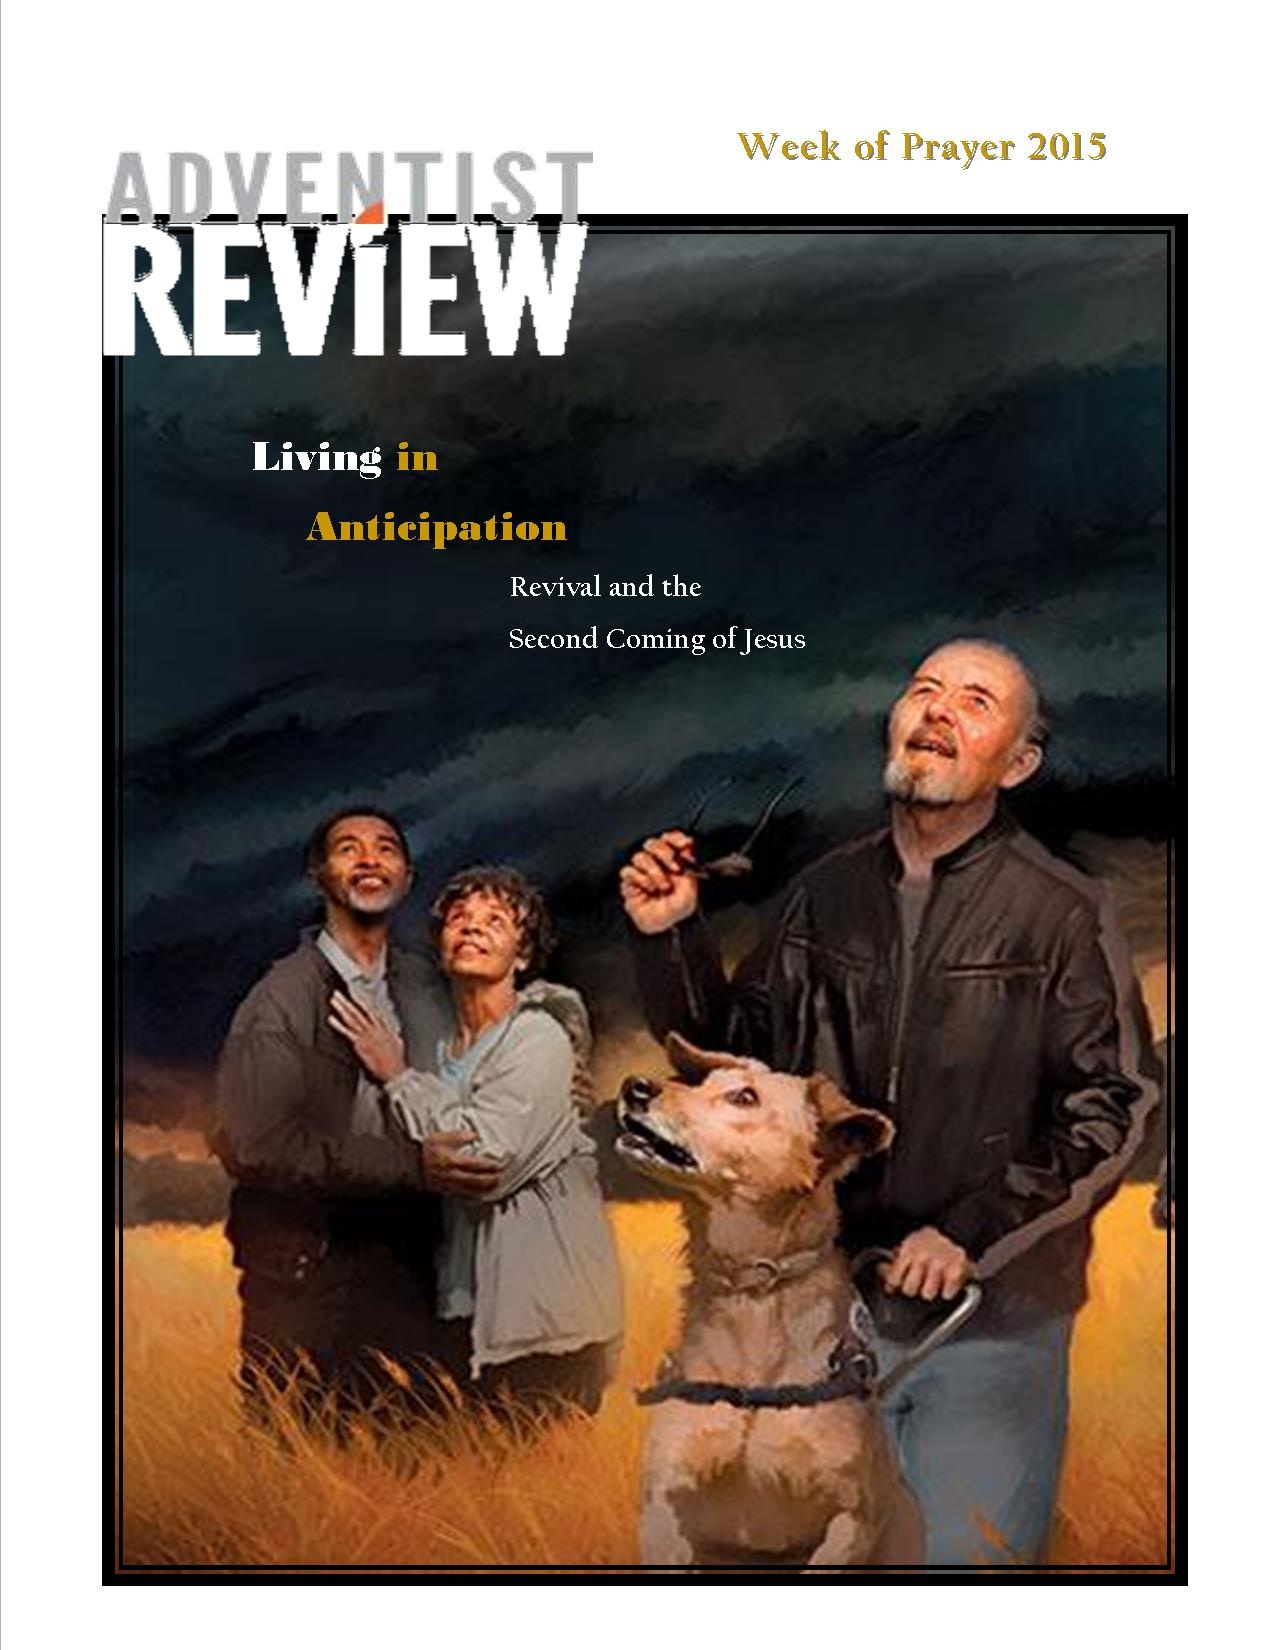 Week of Prayer 2015
ADVENTIST
REVIEW
Living in
Anticipation
Revival and the
Second Coming of Jesus